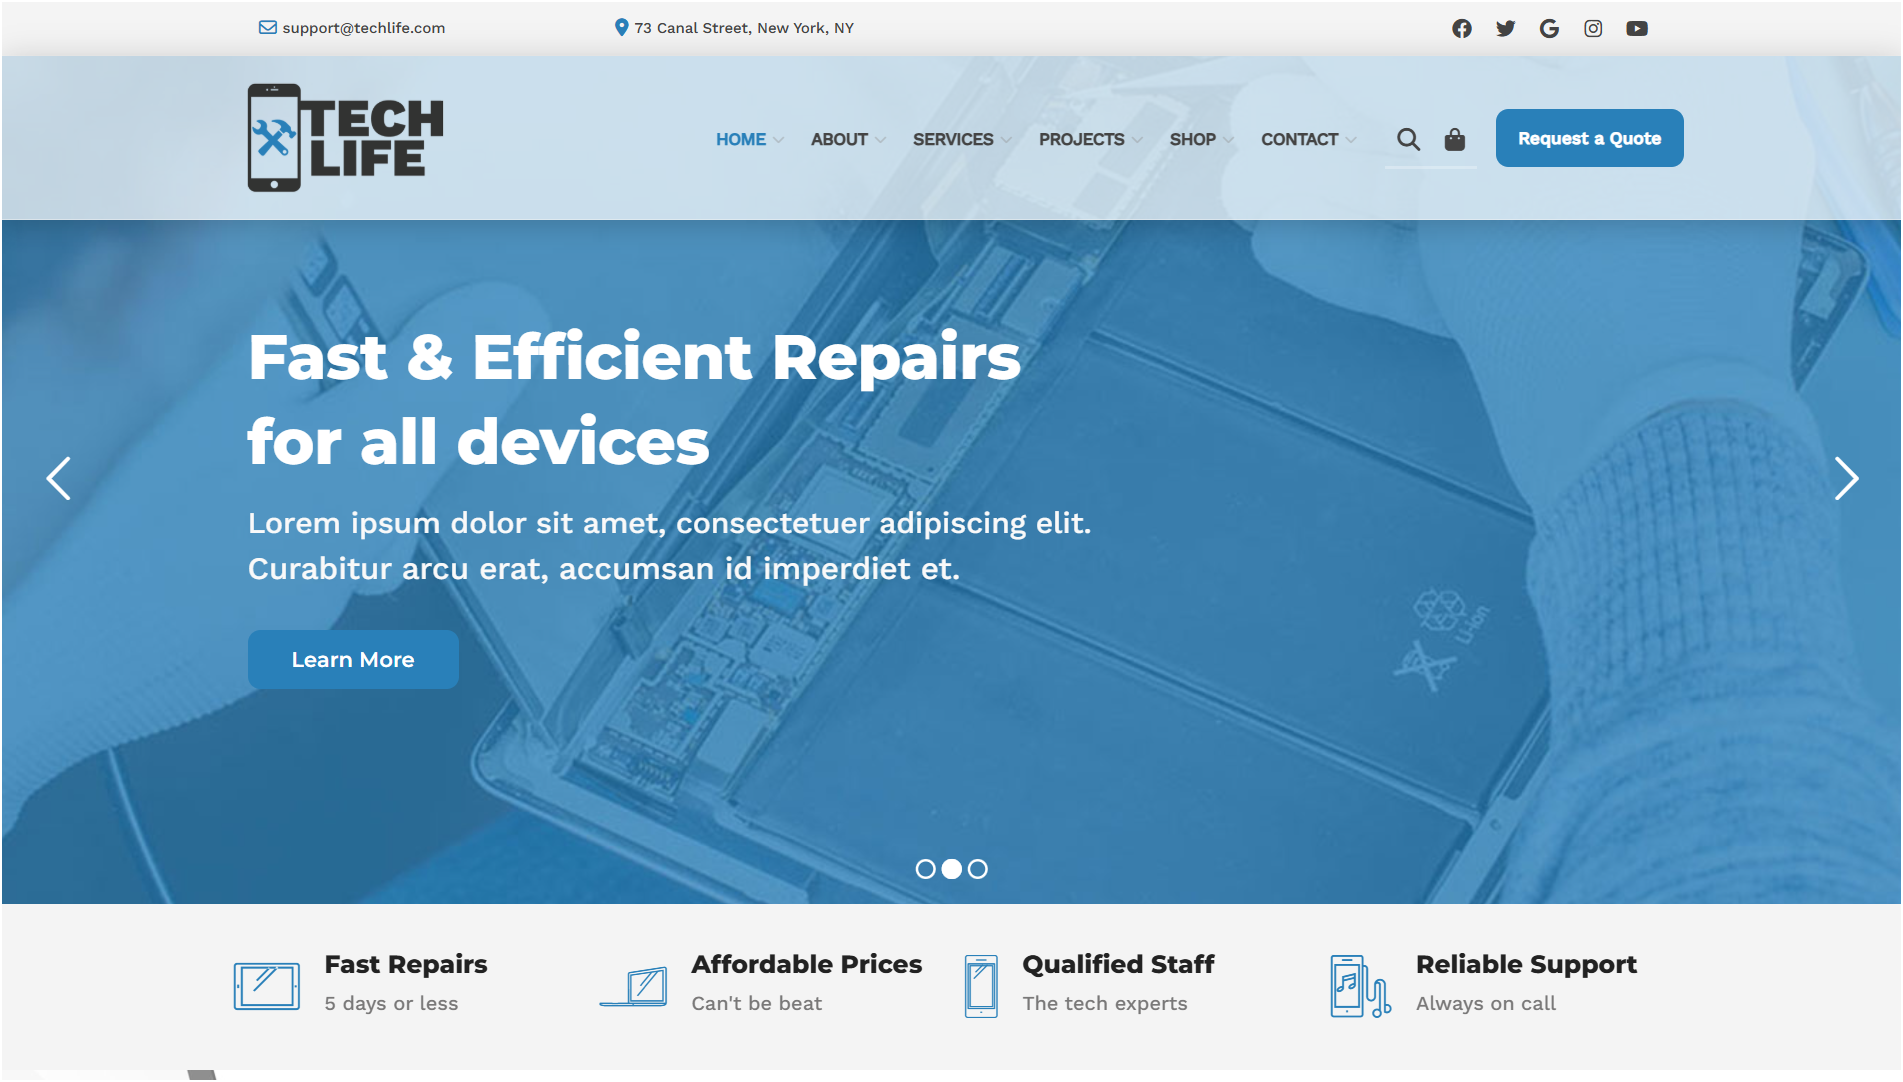 support@techlife.com
73 Canal Street, New York, NY
TECH
LIFE
HOME
ABOUT
SERVICES
PROJECTS
SHOP
CONTACT
Request a Quote
Fast & Efficient Repairs
for all devices
Lorem ipsum dolor sit amet, consectetuer adipiscing elit.
Curabitur arcu erat, accumsan id imperdiet et.
Learn More
Li-ion
Fast Repairs
5 days or less
Affordable Prices
Can't be beat
Qualified Staff
The tech experts
Reliable Support
Always on call